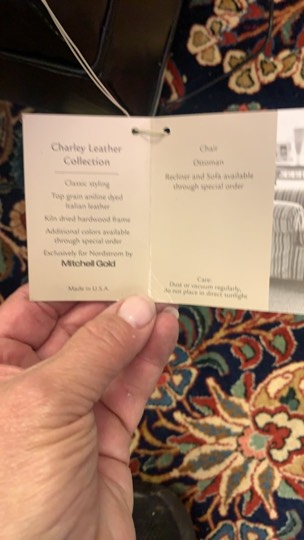 Charley Leather
Collection
Classic styling
Top grain aniline dyed
Italian leather
Kiln dried hardwood frame
Additional colors available
through special order
Exclusively for Nordstrom by
Mitchell Gold
Made in U.S.A.
Chair
Ottoman
Recliner and Sofa available
through special order
Care:
Dust or vacuum regularly,
Do not place in direct sunlight.